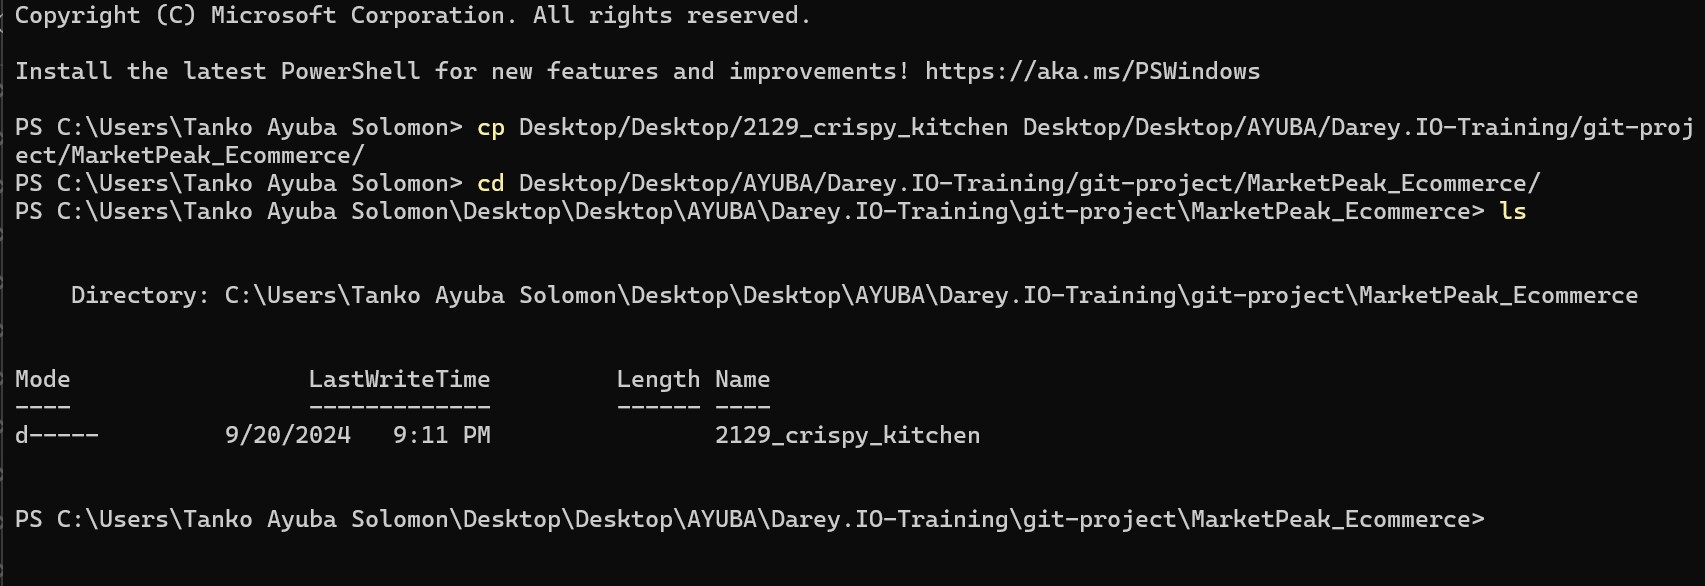 Copyright (C) Microsoft Corporation. All rights reserved.
Install the latest PowerShell for new features and improvements! https://aka.ms/PSWindows
PS C:\Users\Tanko Ayuba Solomon> cp Desktop/Desktop/2129_crispy_kitchen Desktop/Desktop/AYUBA/Darey.IO-Training/git-proj
ect/MarketPeak_Ecommerce/
PS C:\Users\Tanko Ayuba Solomon> cd Desktop/Desktop/AYUBA/Darey.IO-Training/git-project/MarketPeak_Ecommerce/
PS C:\Users\Tanko Ayuba Solomon\Desktop\Desktop\AYUBA\Darey.IO-Training\git-project\MarketPeak_Ecommerce> ls
Directory: C:\Users\Tanko Ayuba Solomon\Desktop\Desktop\AYUBA\Darey.IO-Training\git-project\MarketPeak_Ecommerce
Mode                 LastWriteTime         Length Name
----                 -------------         ------ ----
d-----         9/20/2024   9:11 PM                2129_crispy_kitchen
PS C:\Users\Tanko Ayuba Solomon\Desktop\Desktop\AYUBA\Darey.IO-Training\git-project\MarketPeak_Ecommerce>